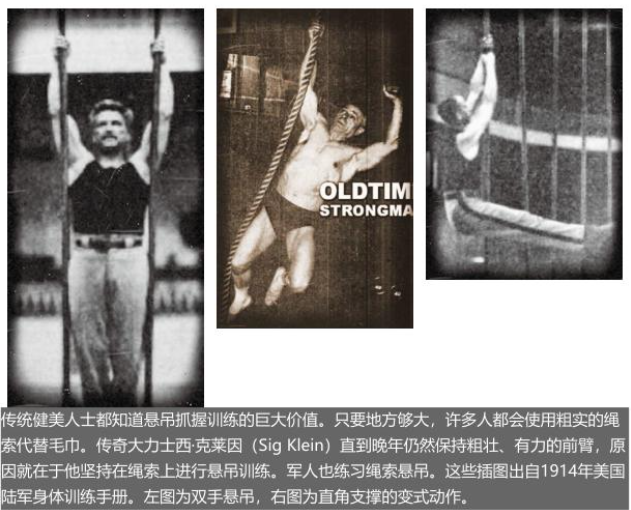 OLDTIM
STRONGMA
传统健美人士都知道悬吊抓握训练的巨大价值。只要地方够大，许多人都会使用粗实的绳
索代替毛巾。传奇大力士西·克莱因（Sig Klein）直到晚年仍然保持粗壮、有力的前臂，原
因就在于他坚持在绳索上进行悬吊训练。军人也练习绳索悬吊。这些插图出自1914年美国
陆军身体训练手册。左图为双手悬吊，右图为直角支撑的变式动作。